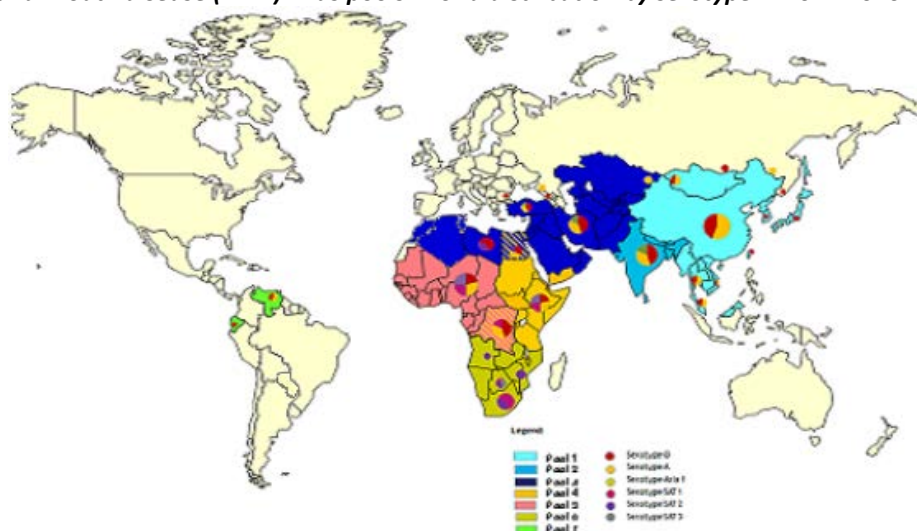 Legend
Pool 1
Pool 2
Pool 3
Pool 4
Pool 5
Pool 6
Pool 7
Serotype O
Serotype A
Serotype Asia 1
Serotype SAT 1
Serotype SAT 2
Serotype SAT 3